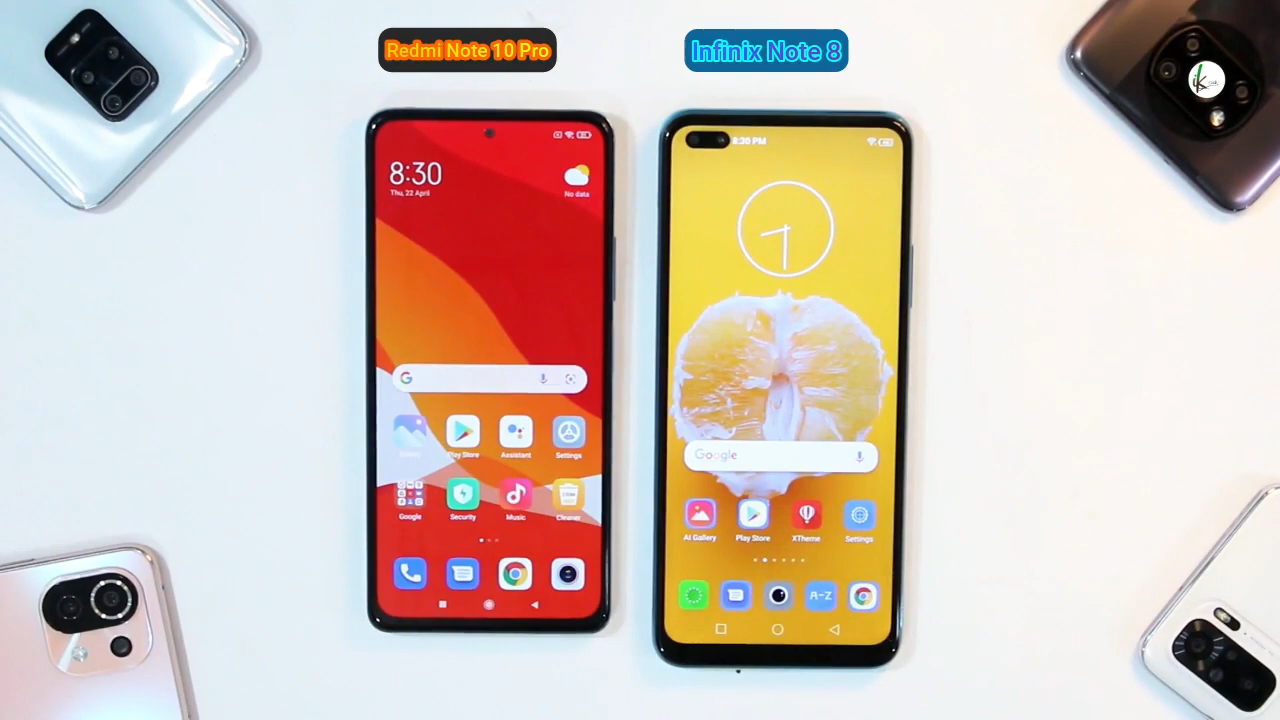 Redmi Note 10 Pro
Infinix Note 8
8:30
Thu, 22 April
No data
Play Store
Assistant
Settings
Google
Security
Music
Cleaner
8:30 PM
Google
AI Gallery
Play Store
XTheme
Settings
A-Z